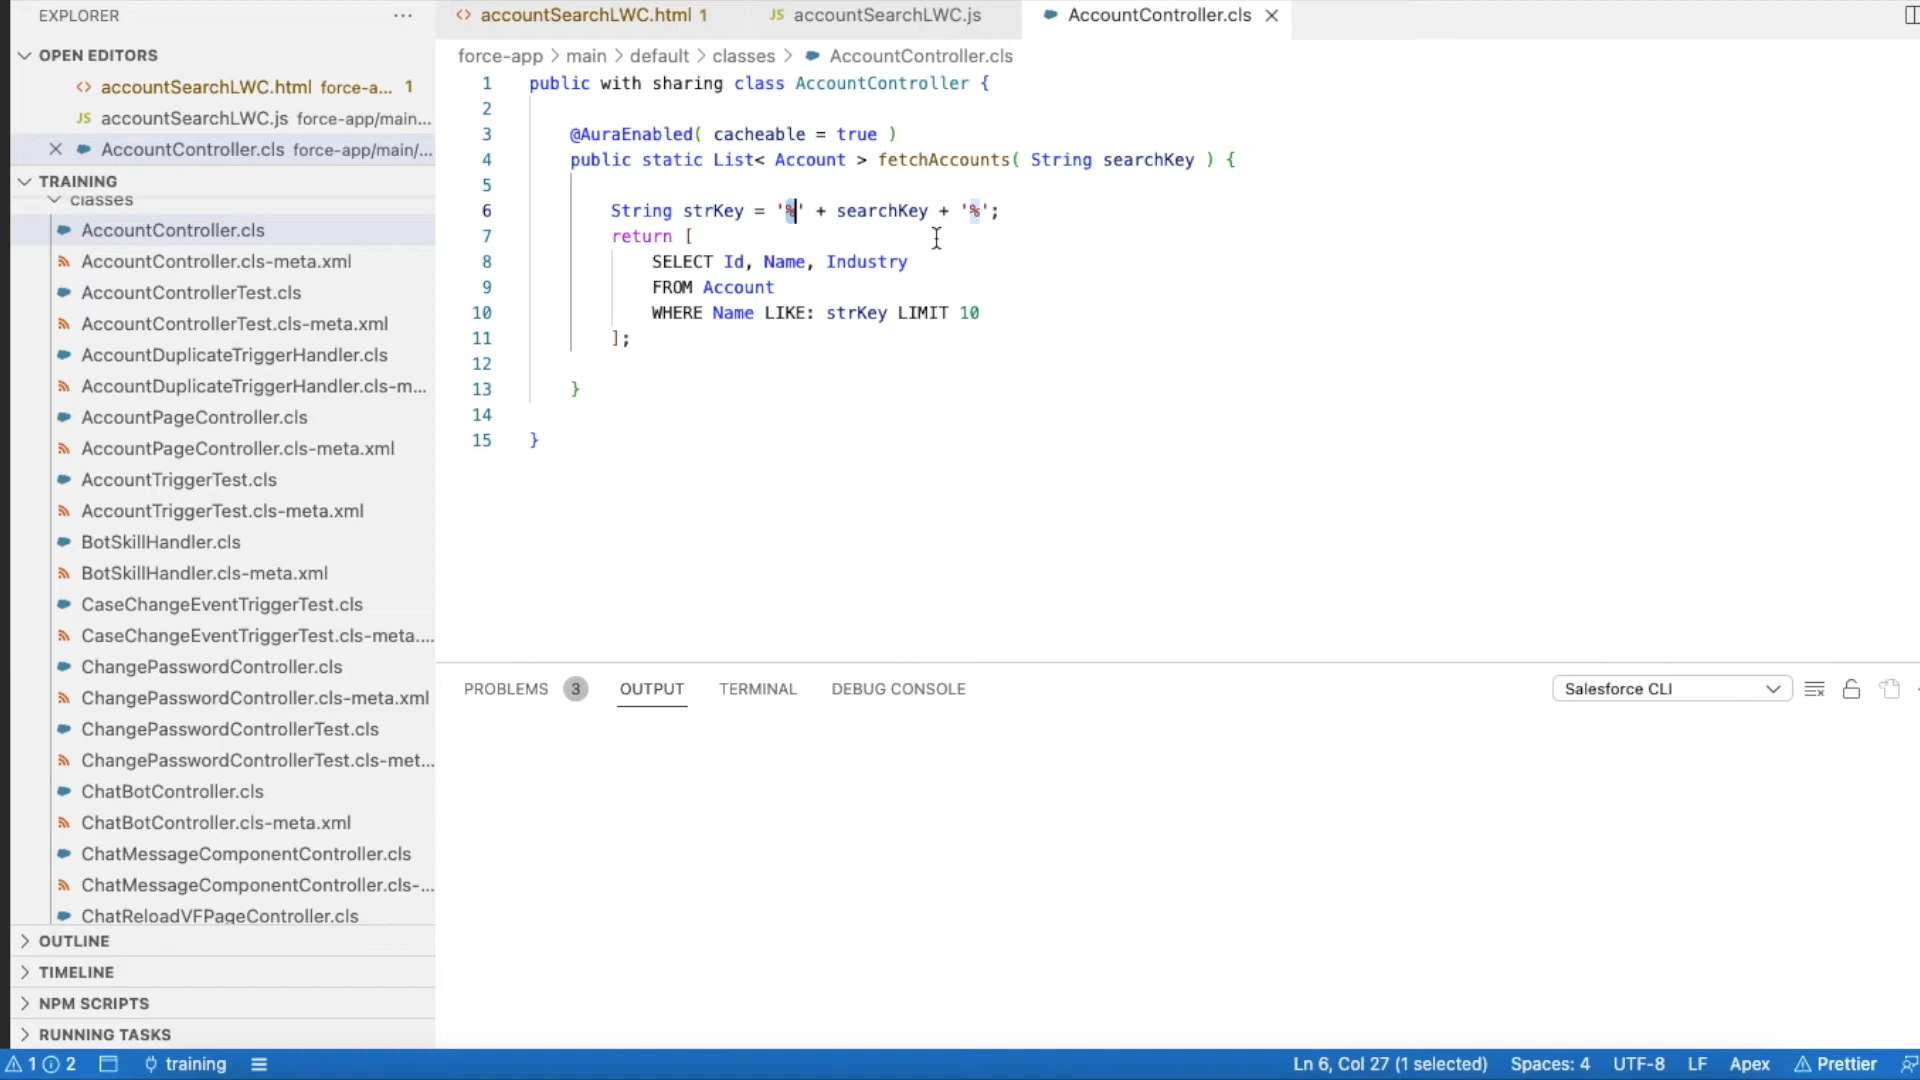 EXPLORER
OPEN EDITORS
accountSearchLWC.html force-a... 1
accountSearchLWC.js force-app/main...
AccountController.cls force-app/main/...
TRAINING
classes
AccountController.cls
AccountController.cls-meta.xml
AccountControllerTest.cls
AccountControllerTest.cls-meta.xml
AccountDuplicateTriggerHandler.cls
AccountDuplicateTriggerHandler.cls-m...
AccountPageController.cls
AccountPageController.cls-meta.xml
AccountTriggerTest.cls
AccountTriggerTest.cls-meta.xml
BotSkillHandler.cls
BotSkillHandler.cls-meta.xml
CaseChangeEventTriggerTest.cls
CaseChangeEventTriggerTest.cls-meta....
ChangePasswordController.cls
ChangePasswordController.cls-meta.xml
ChangePasswordControllerTest.cls
ChangePasswordControllerTest.cls-met...
ChatBotController.cls
ChatBotController.cls-meta.xml
ChatMessageComponentController.cls
ChatMessageComponentController.cls-...
ChatReloadVFPageController.cls
OUTLINE
TIMELINE
NPM SCRIPTS
RUNNING TASKS
accountSearchLWC.html 1 JS accountSearchLWC.js AccountController.cls
force-app > main > default > classes > AccountController.cls
1 public with sharing class AccountController {
2
3 @AuraEnabled( cacheable = true )
4 public static List< Account > fetchAccounts( String searchKey ) {
5
6 String strKey = '%' + searchKey + '%';
7 return [
8 SELECT Id, Name, Industry
9 FROM Account
10 WHERE Name LIKE: strKey LIMIT 10
11 ];
12
13 }
14
15 }
PROBLEMS 3 OUTPUT TERMINAL DEBUG CONSOLE Salesforce CLI
1 2 training Ln 6, Col 27 (1 selected) Spaces: 4 UTF-8 LF Apex Prettier